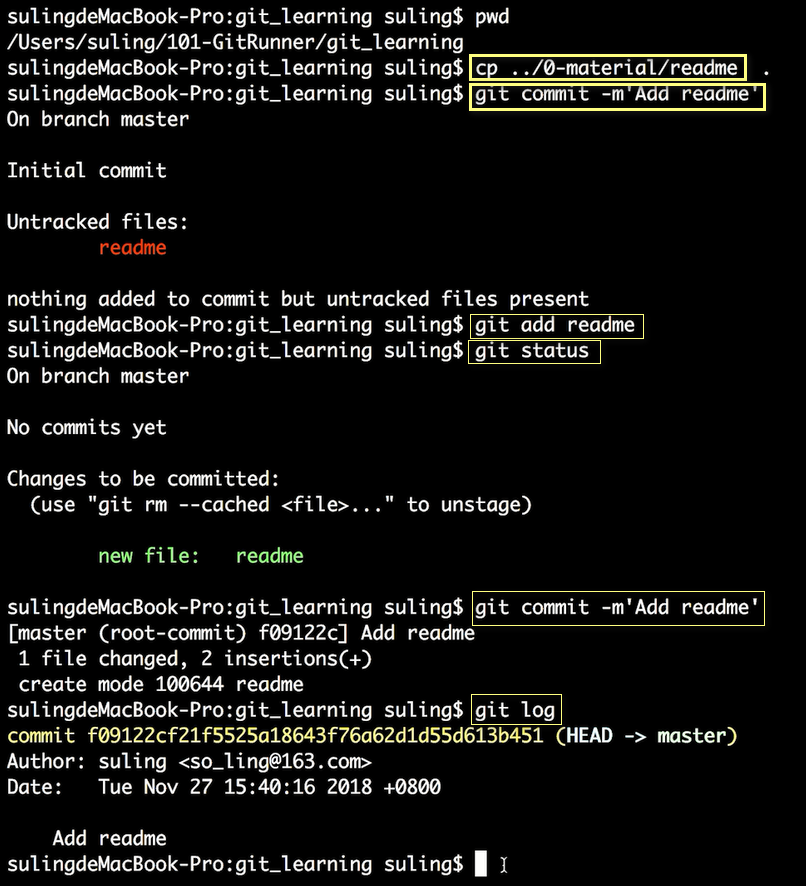 sulingdeMacBook-Pro:git_learning suling$ pwd
/Users/suling/101-GitRunner/git_learning
sulingdeMacBook-Pro:git_learning suling$ cp ../0-material/readme .
sulingdeMacBook-Pro:git_learning suling$ git commit -m'Add readme'
On branch master
Initial commit
Untracked files:
readme
nothing added to commit but untracked files present
sulingdeMacBook-Pro:git_learning suling$ git add readme
sulingdeMacBook-Pro:git_learning suling$ git status
On branch master
No commits yet
Changes to be committed:
(use "git rm --cached <file>..." to unstage)
new file: readme
sulingdeMacBook-Pro:git_learning suling$ git commit -m'Add readme'
[master (root-commit) f09122c] Add readme
1 file changed, 2 insertions(+)
create mode 100644 readme
sulingdeMacBook-Pro:git_learning suling$ git log
commit f09122cf21f5525a18643f76a62d1d55d613b451 (HEAD -> master)
Author: suling <so_ling@163.com>
Date: Tue Nov 27 15:40:16 2018 +0800
Add readme
sulingdeMacBook-Pro:git_learning suling$